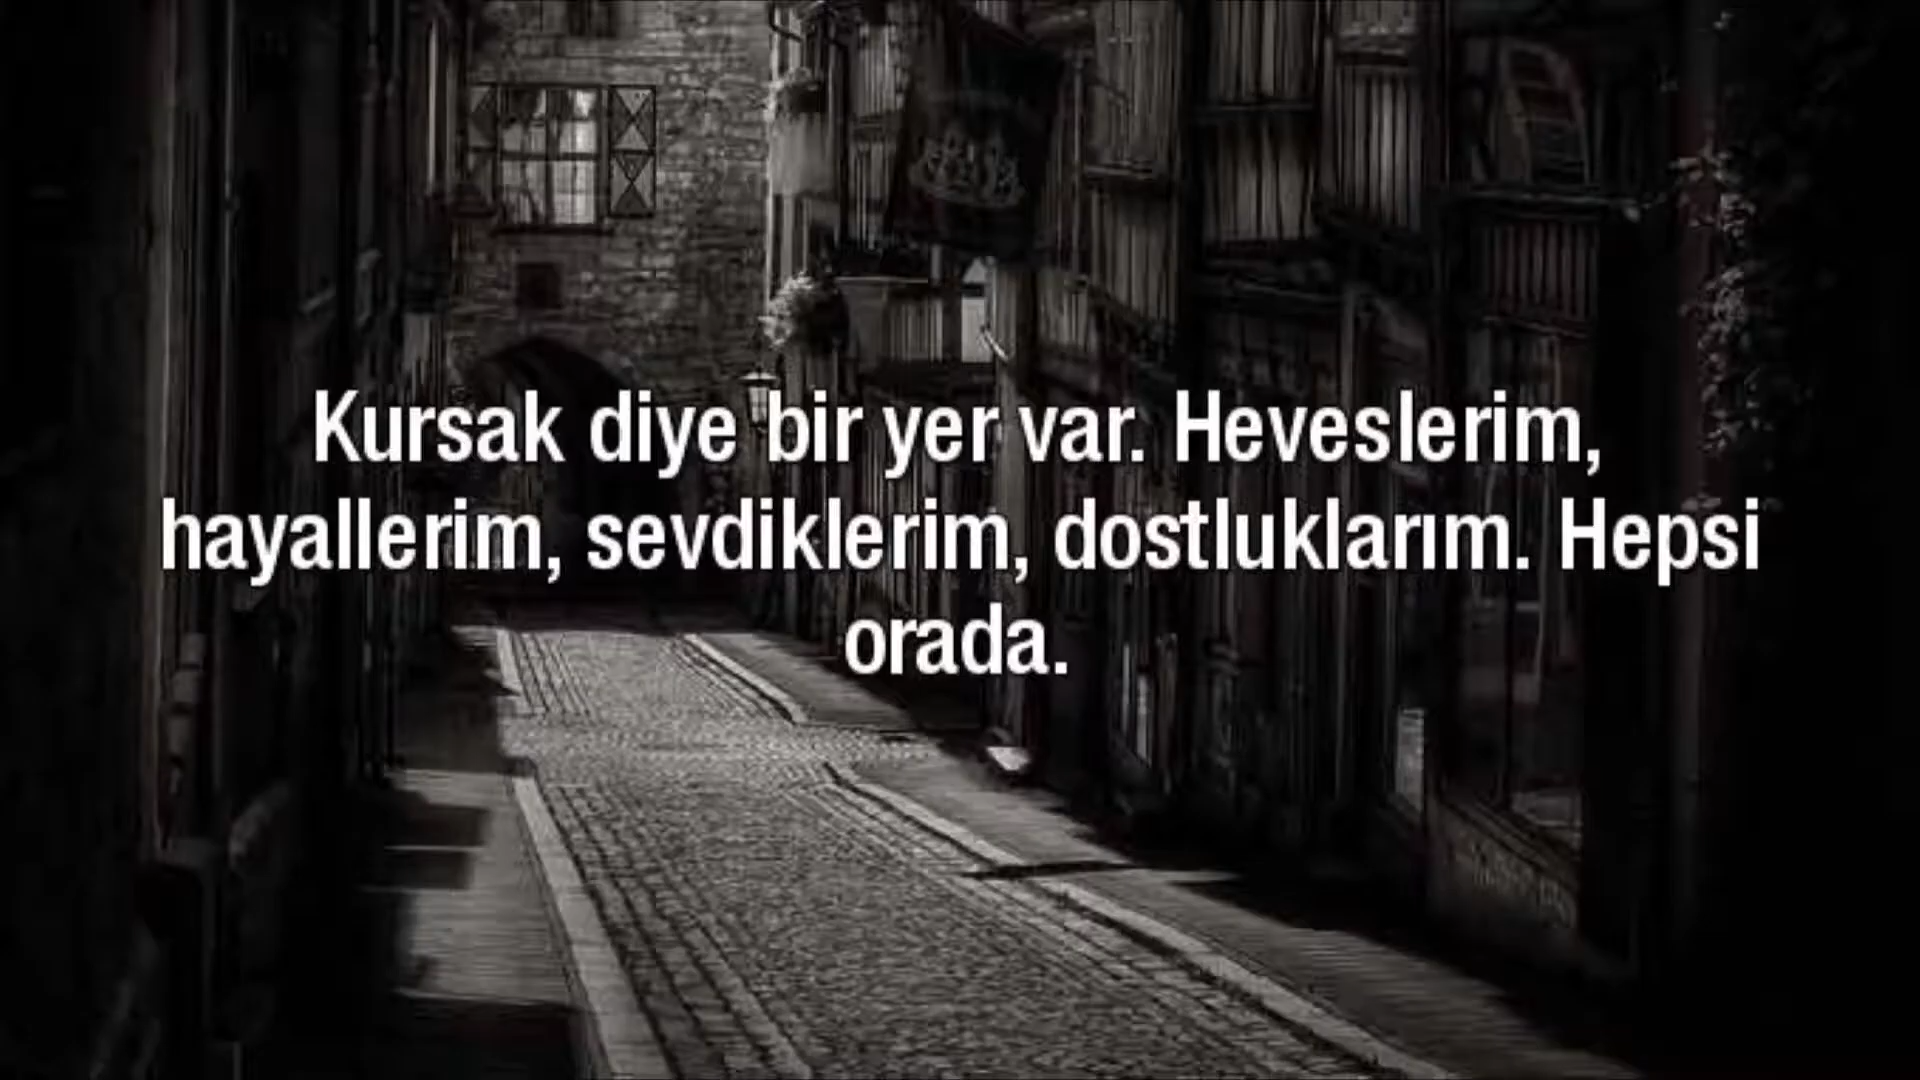 Kursak diye bir yer var. Heveslerim,
hayallerim, sevdiklerim, dostluklarım. Hepsi
orada.